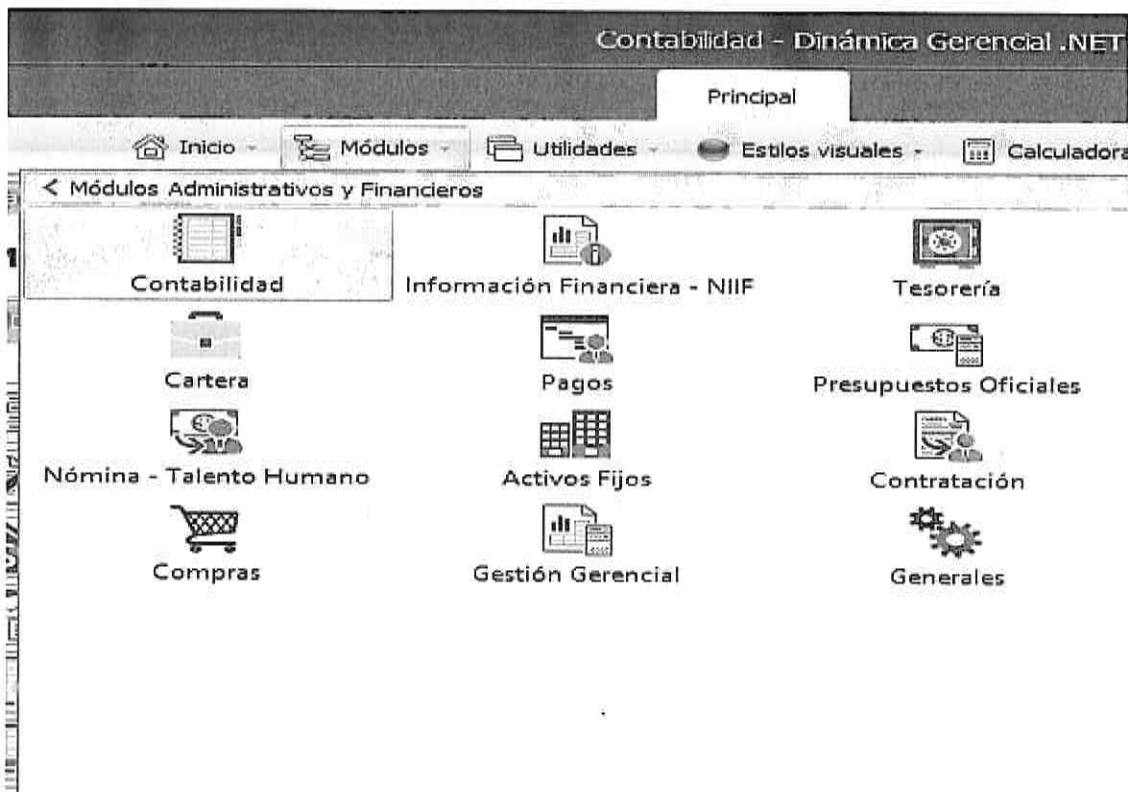 Contabilidad - Dinámica Gerencial .NET
Principal
Inicio Módulos Utilidades Estilos visuales Calculadora
< Módulos Administrativos y Financieros
Contabilidad Información Financiera - NIIF Tesorería
Cartera Pagos Presupuestos Oficiales
Nómina - Talento Humano Activos Fijos Contratación
Compras Gestión Gerencial Generales